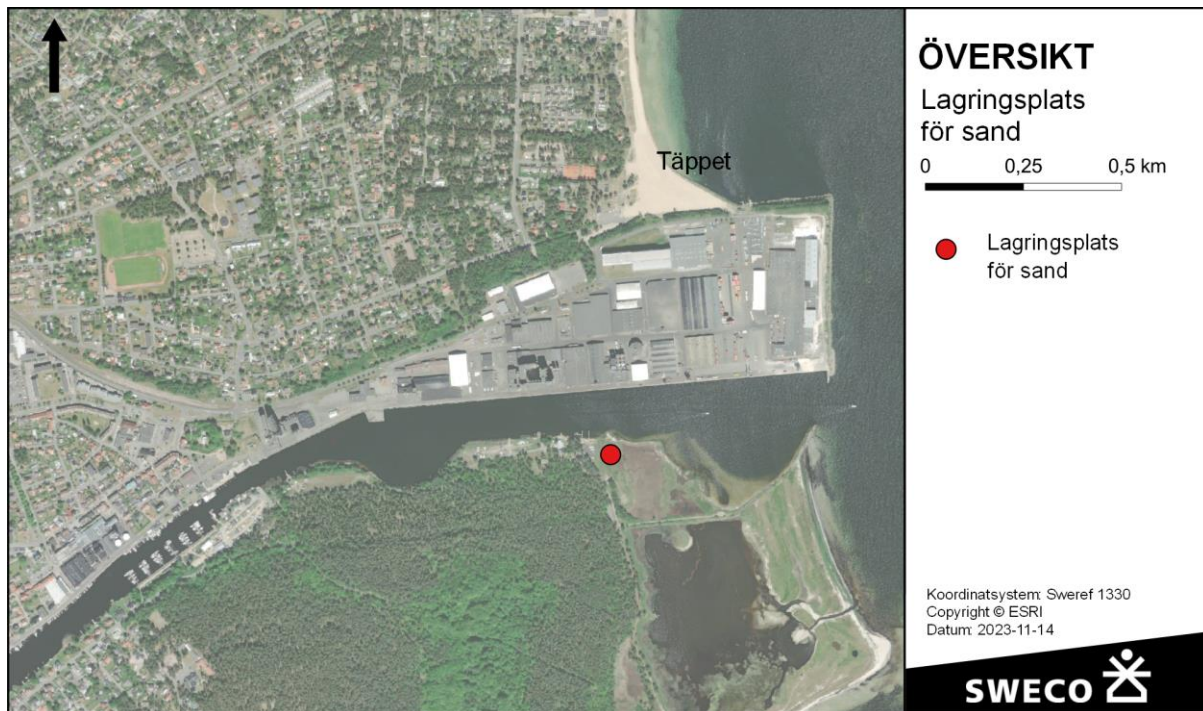 Täppet
ÖVERSIKT
Lagringsplats
för sand
0 0,25 0,5 km
Lagringsplats
för sand
Koordinatsystem: Sweref 1330
Copyright © ESRI
Datum: 2023-11-14
SWECO